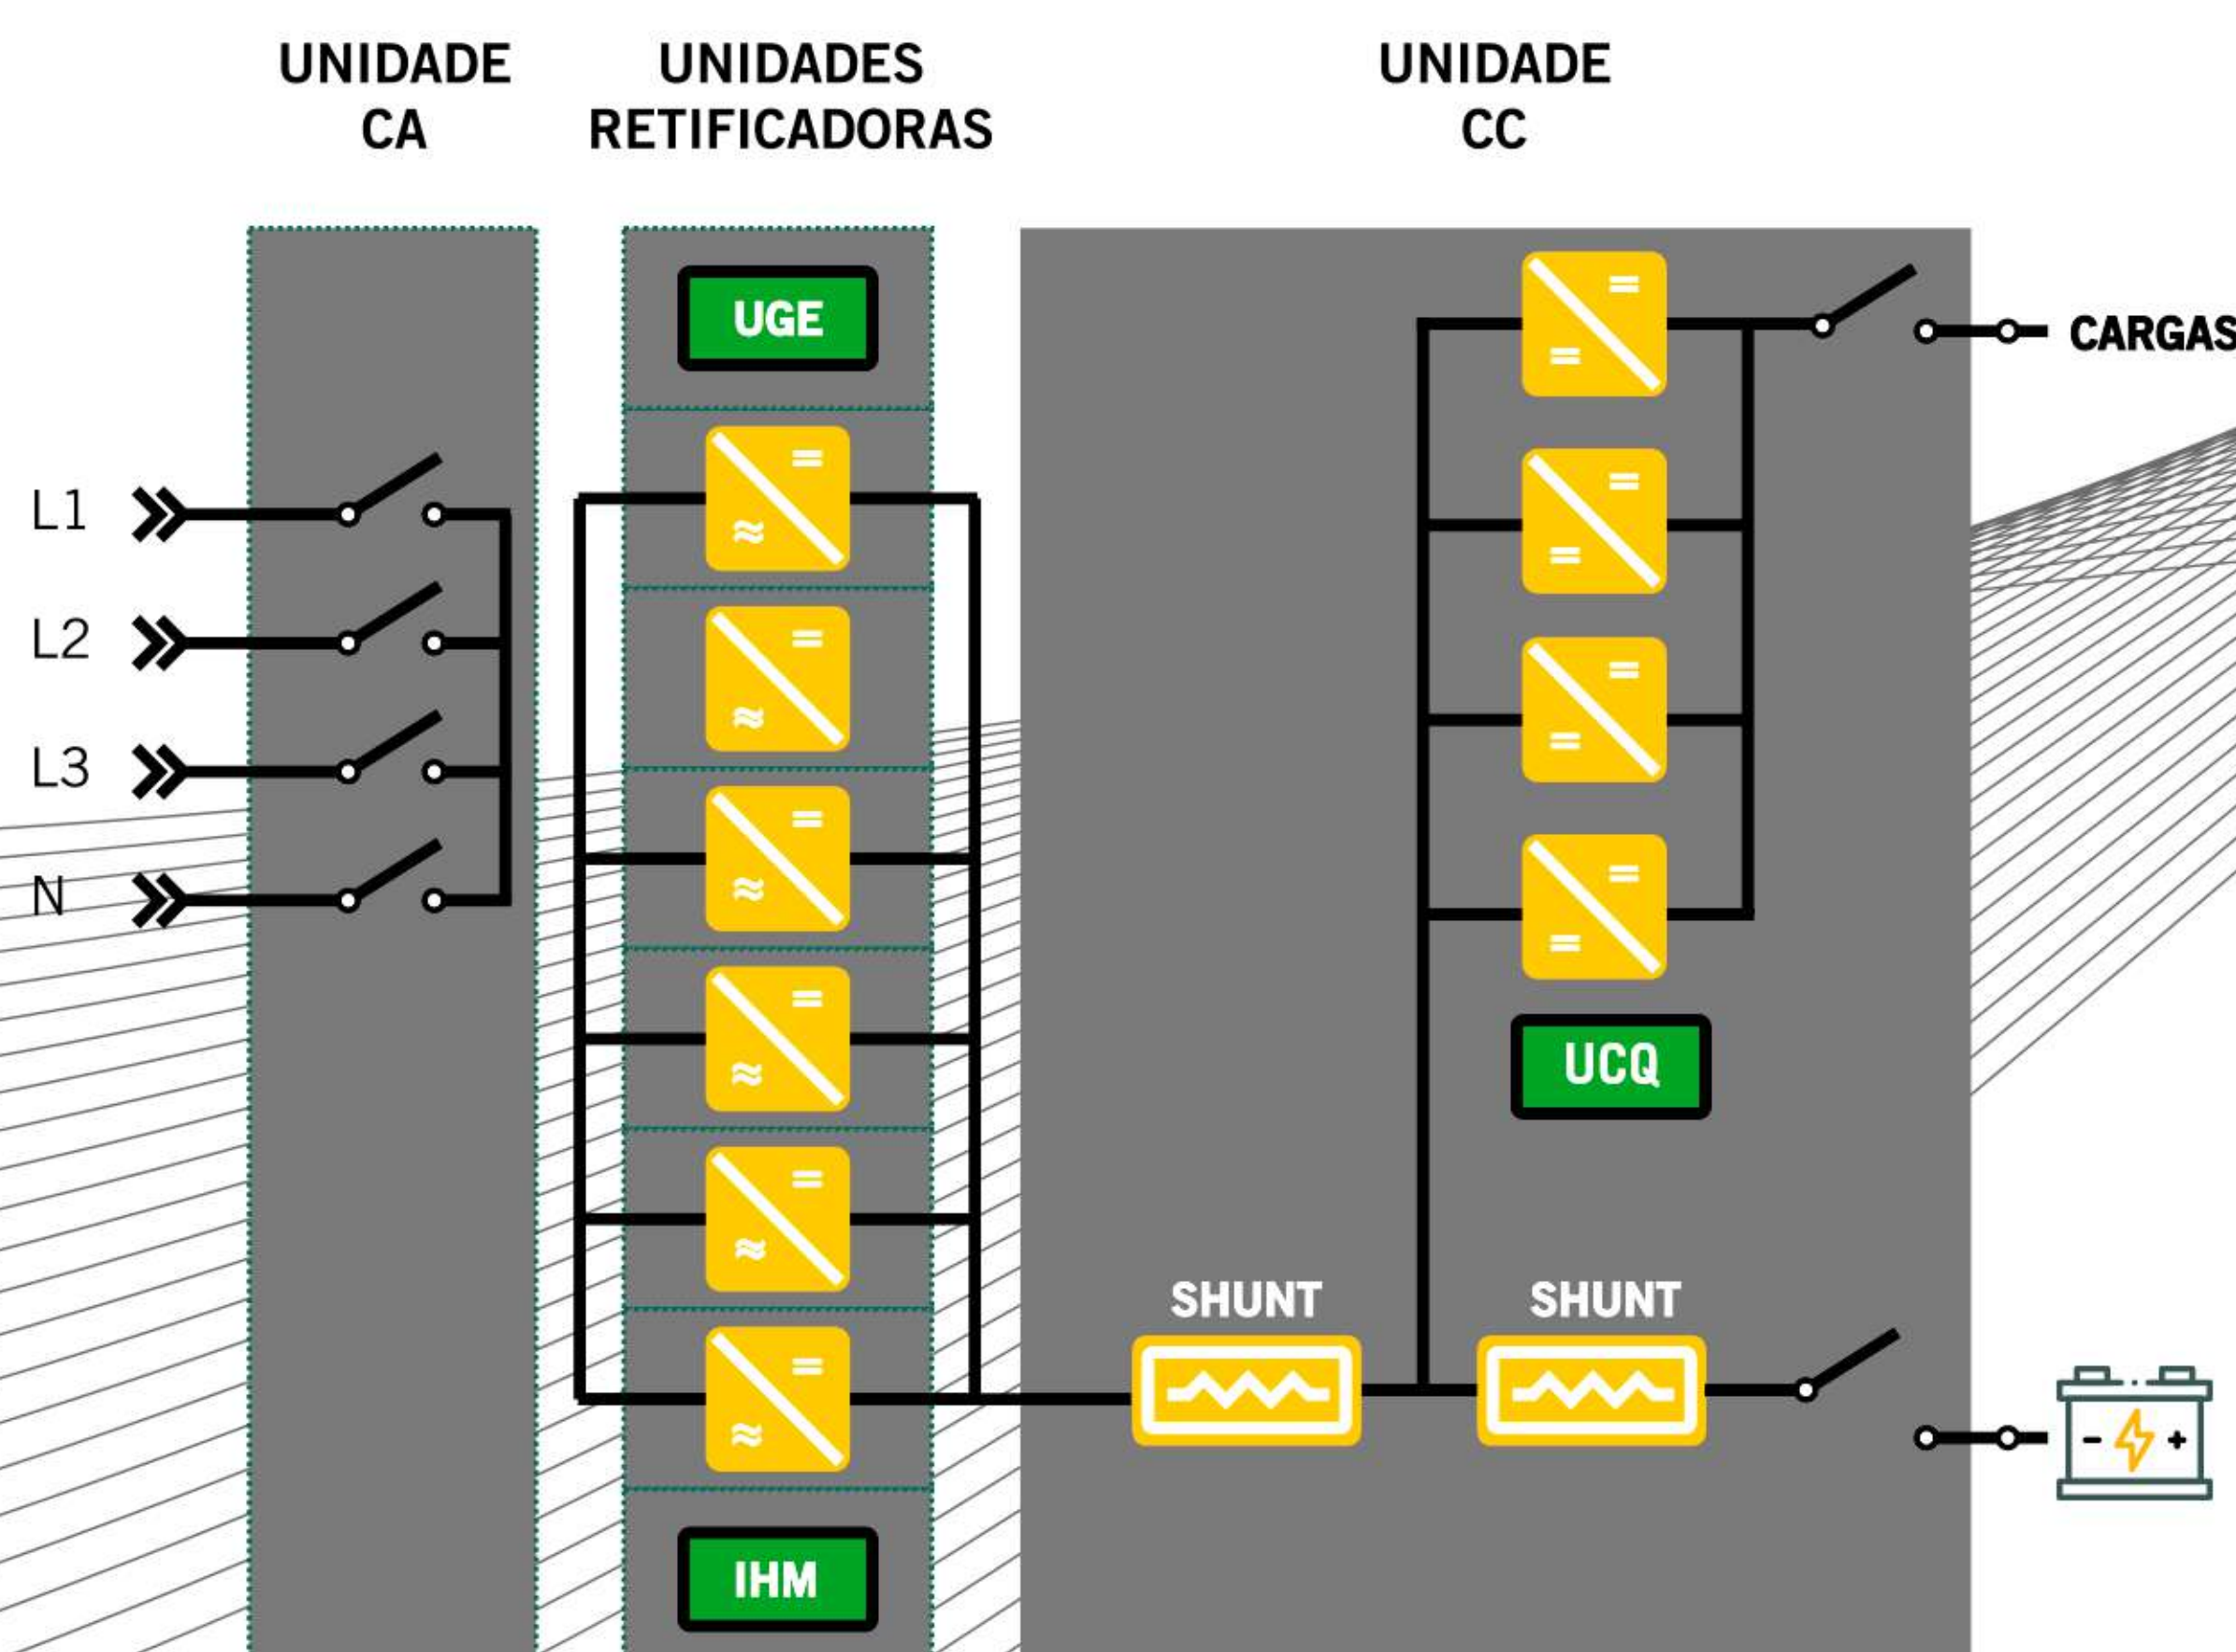 UNIDADE
CA
UNIDADES
RETIFICADORAS
UNIDADE
CC
UGE
L1
L2
L3
N
CARGAS
UCQ
SHUNT
SHUNT
IHM